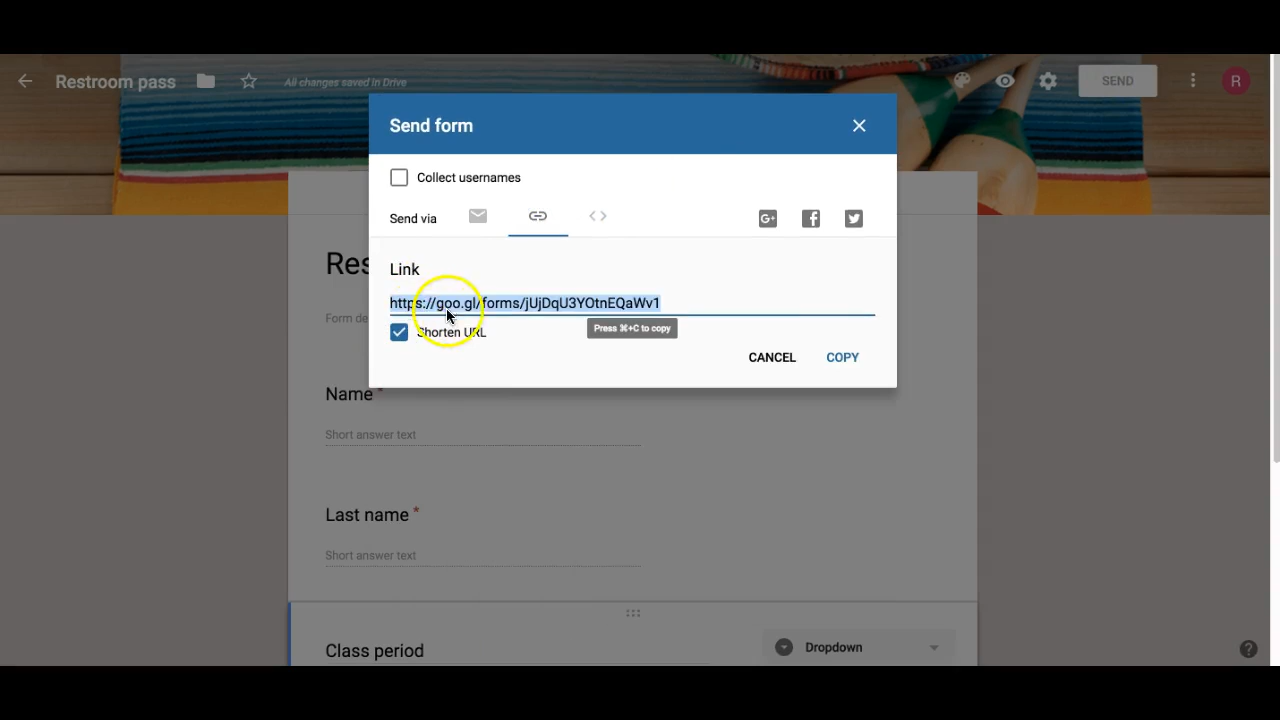 Restroom pass
All changes saved in Drive
SEND
R
Send form
Collect usernames
Send via
G+
Link
https://goo.gl/forms/jUjDqU3YOtnEQaWv1
Shorten URL
Press ⌘+C to copy
CANCEL
COPY
Res
Form de
Name *
Short answer text
Last name *
Short answer text
Class period
Dropdown